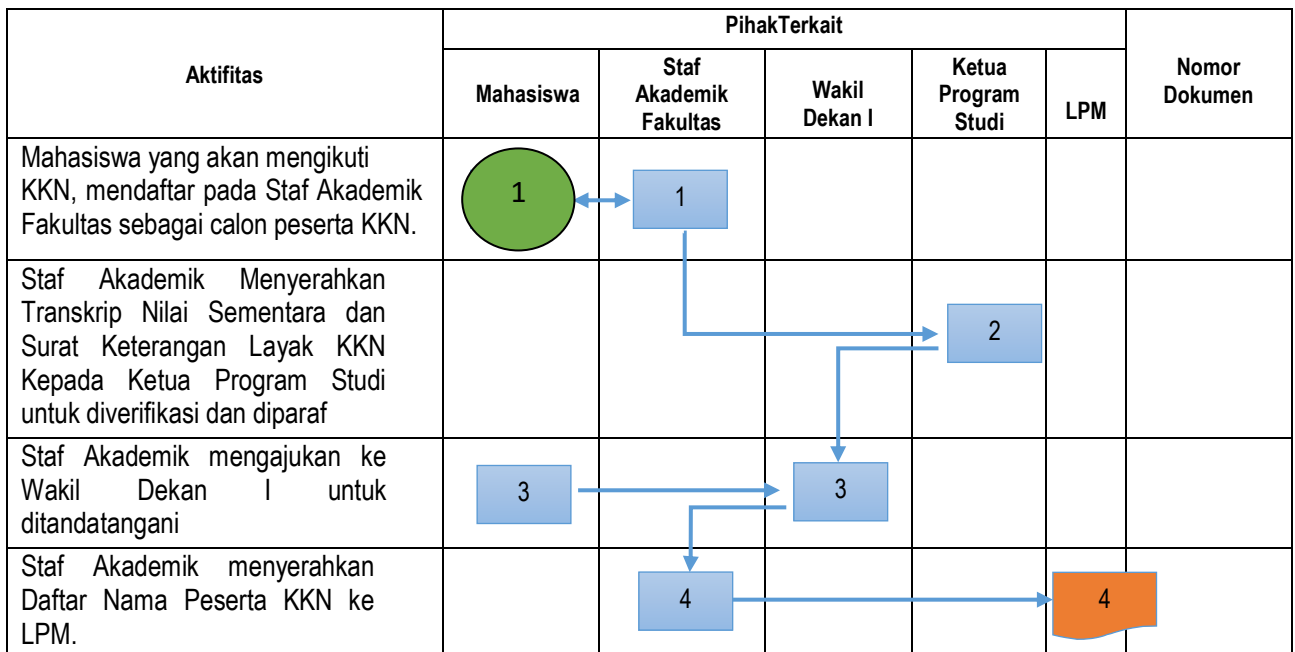 Aktifitas
PihakTerkait
Nomor
Dokumen
Mahasiswa
Staf
Akademik
Fakultas
Wakil
Dekan I
Ketua
Program
Studi
LPM
Mahasiswa yang akan mengikuti
KKN, mendaftar pada Staf Akademik
Fakultas sebagai calon peserta KKN.
1
1
Staf Akademik Menyerahkan
Transkrip Nilai Sementara dan
Surat Keterangan Layak KKN
Kepada Ketua Program Studi
untuk diverifikasi dan diparaf
2
Staf Akademik mengajukan ke
Wakil Dekan I untuk
ditandatangani
3
3
Staf Akademik menyerahkan
Daftar Nama Peserta KKN ke
LPM.
4
4